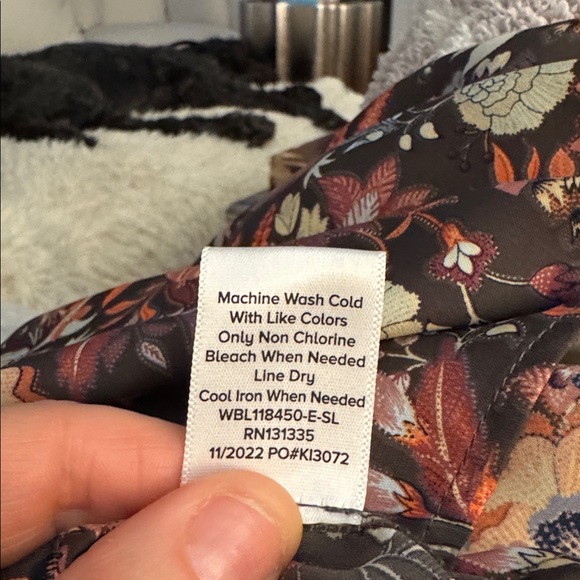 Machine Wash Cold
With Like Colors
Only Non Chlorine
Bleach When Needed
Line Dry
Cool Iron When Needed
WBL118450-E-SL
RN131335
11/2022 PO#KI3072